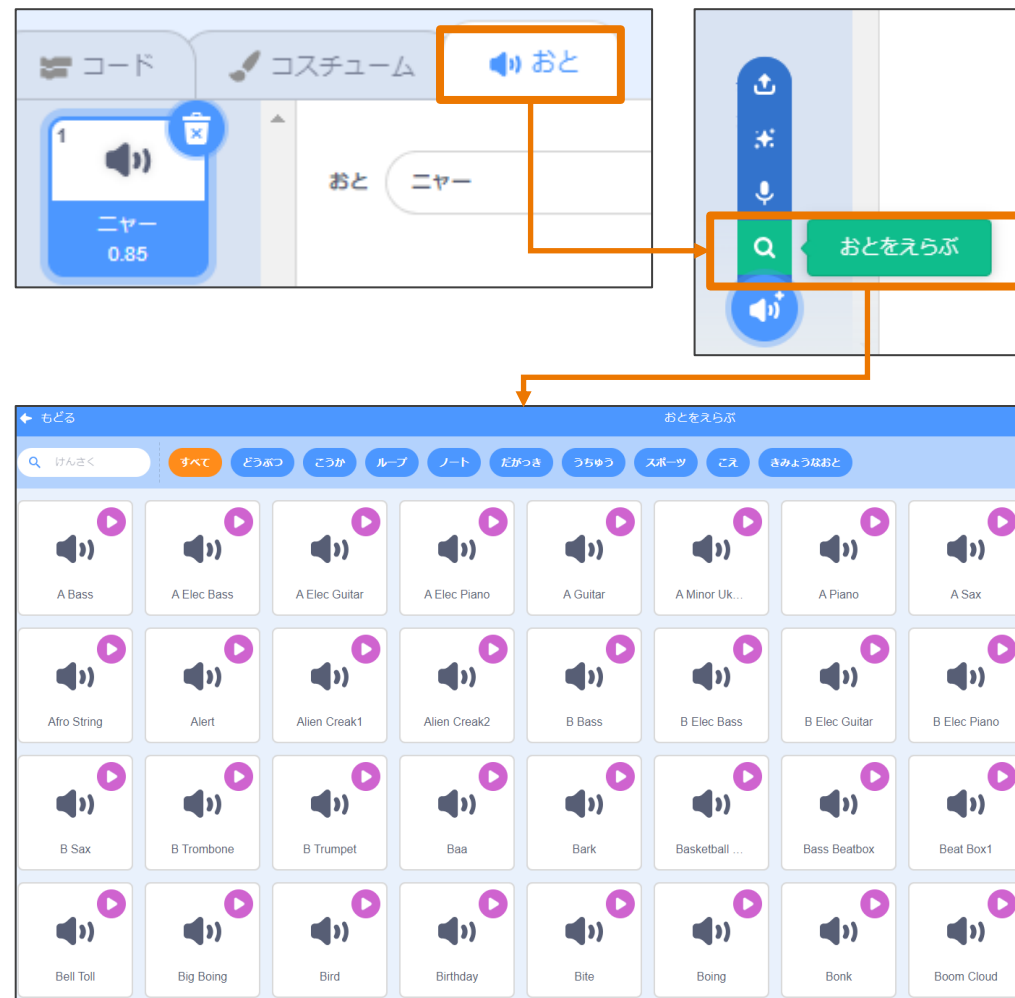 コード
コスチューム
おと
1
ニャー
0.85
おと
ニャー
おとをえらぶ
もどる
おとをえらぶ
けんさく
すべて
どうぶつ
こうか
ループ
ノート
だがっき
うちゅう
スポーツ
こえ
きみょうなおと
A Bass
A Elec Bass
A Elec Guitar
A Elec Piano
A Guitar
A Minor Uk...
A Piano
A Sax
Afro String
Alert
Alien Creak1
Alien Creak2
B Bass
B Elec Bass
B Elec Guitar
B Elec Piano
B Sax
B Trombone
B Trumpet
Baa
Bark
Basketball ...
Bass Beatbox
Beat Box1
Bell Toll
Big Boing
Bird
Birthday
Bite
Boing
Bonk
Boom Cloud